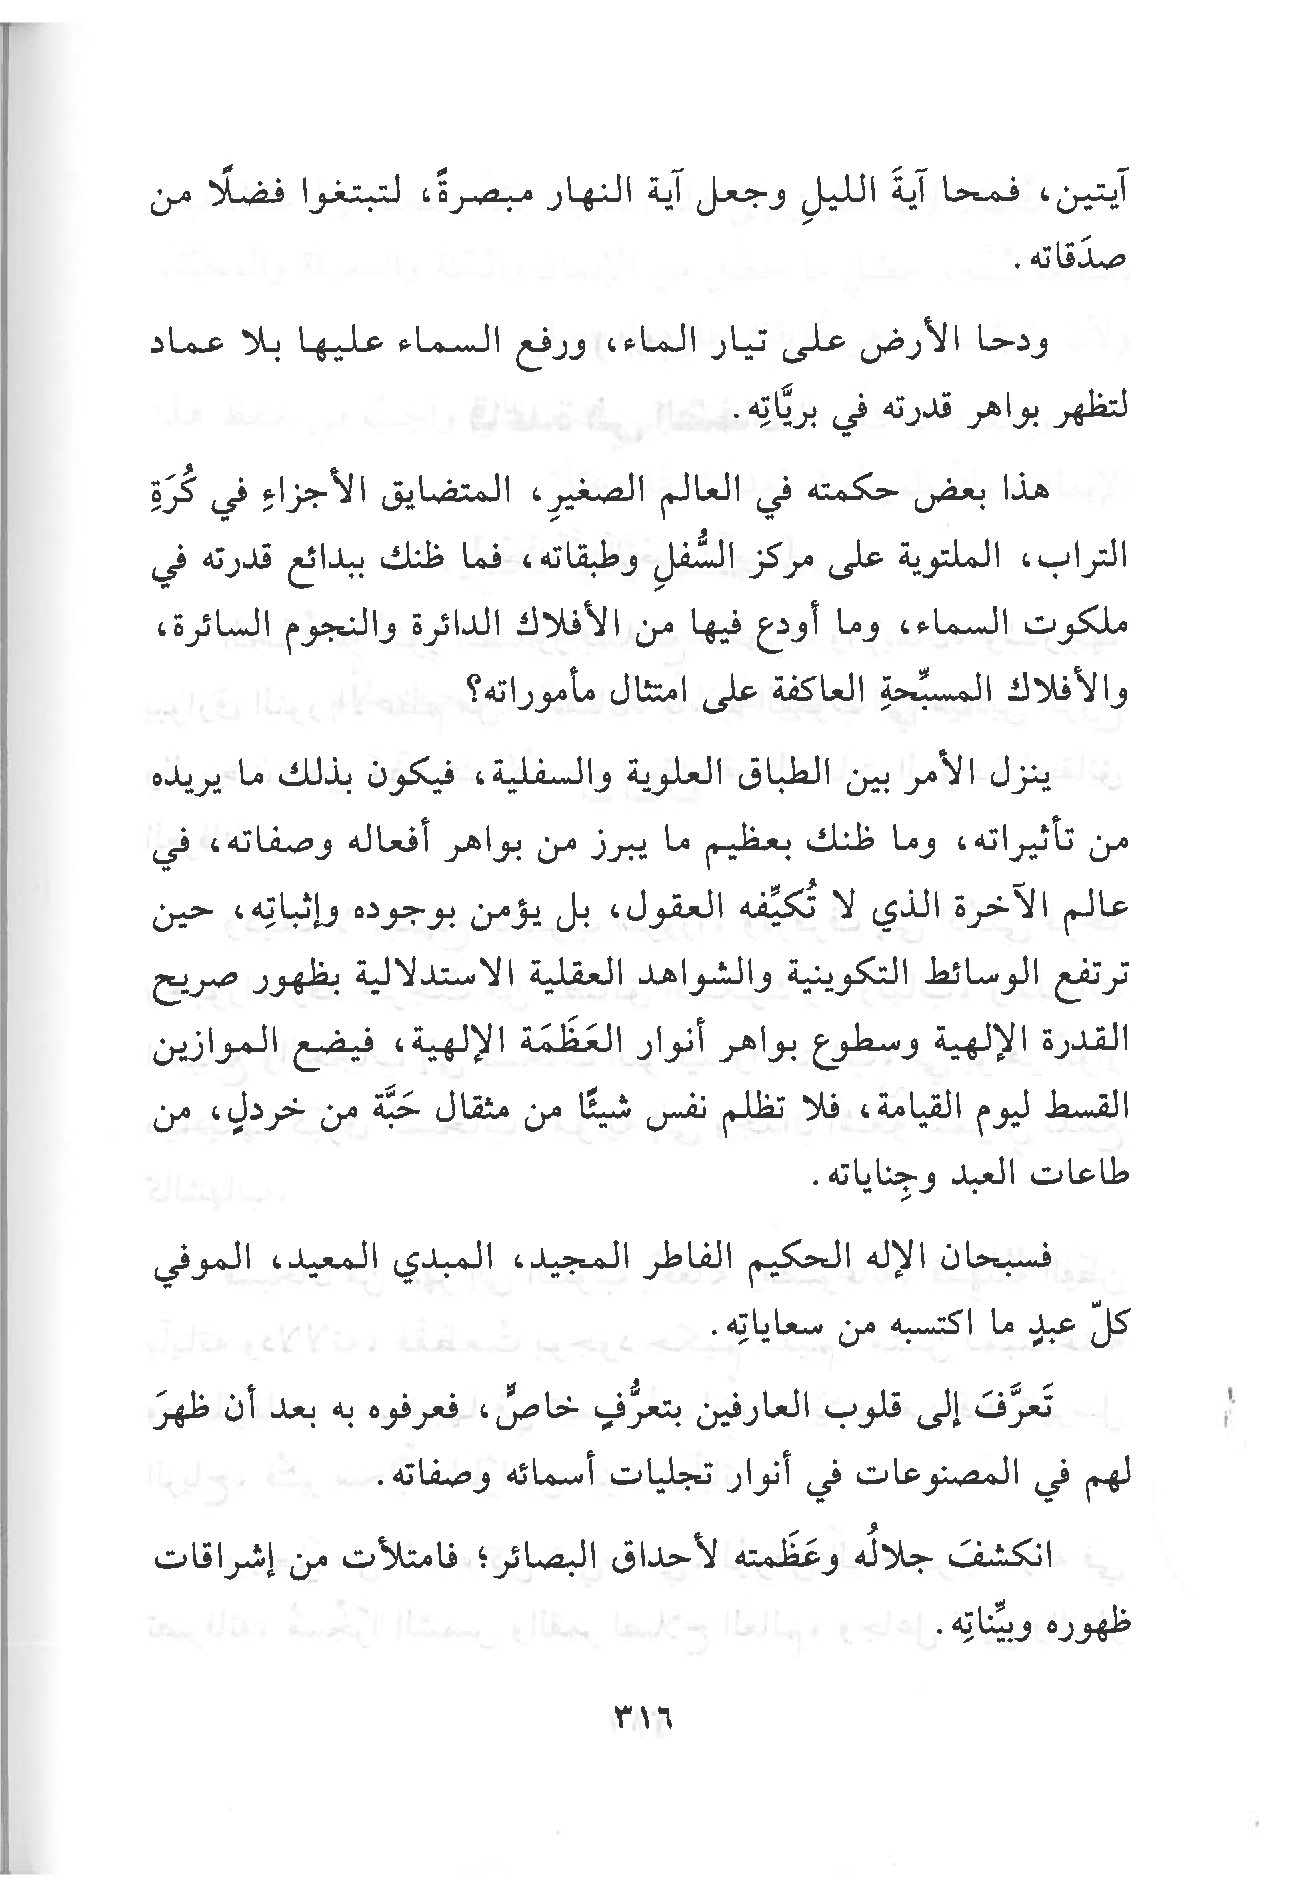 آيتين، فمحا آيةَ الليلِ وجعل آية النهار مبصرةً، لتبتغوا فضلًا من
صدَقاته .
ودحا الأرض على تيار الماء، ورفع السماء عليها بلا عماد
لتظهر بواهر قدرته في بريَّاتِه .
هذا بعض حكمته في العالم الصغيرِ، المتضايق الأجزاءِ في كُرَةِ
التراب، الملتوية على مركز السُّفلِ وطبقاته، فما ظنك ببدائع قدرته في
ملكوت السماء، وما أودع فيها من الأفلاك الدائرة والنجوم السائرة،
والأفلاك المسبِّحةِ العاكفة على امتثال مأموراته؟
ينزل الأمر بين الطباق العلوية والسفلية، فيكون بذلك ما يريده
من تأثيراته، وما ظنك بعظيم ما يبرز من بواهر أفعاله وصفاته، في
عالم الآخرة الذي لا تُكيِّفه العقول، بل يؤمن بوجوده وإثباتِه، حين
ترتفع الوسائط التكوينية والشواهد العقلية الاستدلالية بظهور صريح
القدرة الإلهية وسطوع بواهر أنوار العَظَمَة الإلهية، فيضع الموازين
القسط ليوم القيامة، فلا تظلم نفس شيئًا من مثقال حَبَّة من خردلٍ، من
طاعات العبد وجِناياته .
فسبحان الإله الحكيم الفاطر المجيد، المبدي المعيد، الموفي
كلّ عبدٍ ما اكتسبه من سعاياتِه .
تَعرَّفَ إلى قلوب العارفين بتعرُّفٍ خاصٍّ، فعرفوه به بعد أن ظهرَ
لهم في المصنوعات في أنوار تجليات أسمائه وصفاته .
انكشفَ جلالُه وعَظَمته لأحداق البصائر؛ فامتلأت من إشراقات
ظهوره وبيِّناتِه .
٣١٦